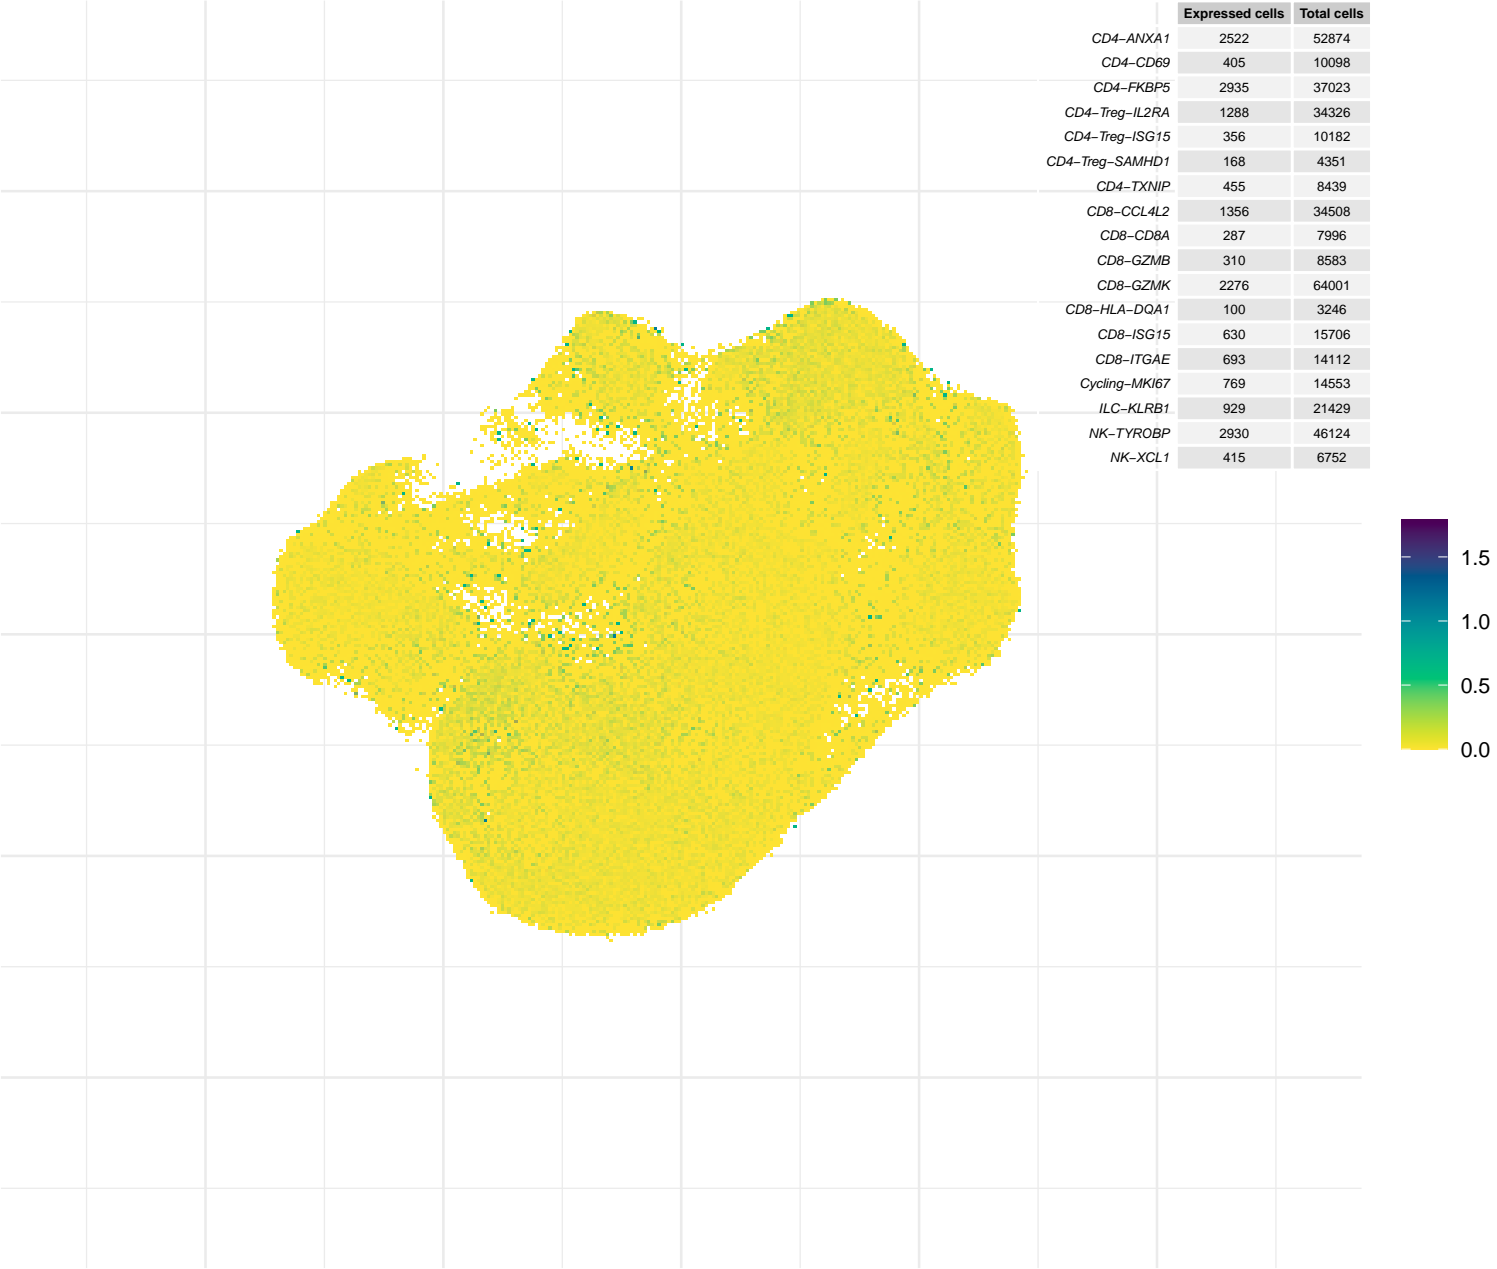 Expressed cells Total cells
CD4−ANXA1 2522 52874
CD4−CD69 405 10098
CD4−FKBP5 2935 37023
CD4−Treg−IL2RA 1288 34326
CD4−Treg−ISG15 356 10182
CD4−Treg−SAMHD1 168 4351
CD4−TXNIP 455 8439
CD8−CCL4L2 1356 34508
CD8−CD8A 287 7996
CD8−GZMB 310 8583
CD8−GZMK 2276 64001
CD8−HLA−DQA1 100 3246
CD8−ISG15 630 15706
CD8−ITGAE 693 14112
Cycling−MKI67 769 14553
ILC−KLRB1 929 21429
NK−TYROBP 2930 46124
NK−XCL1 415 6752
1.5
1.0
0.5
0.0